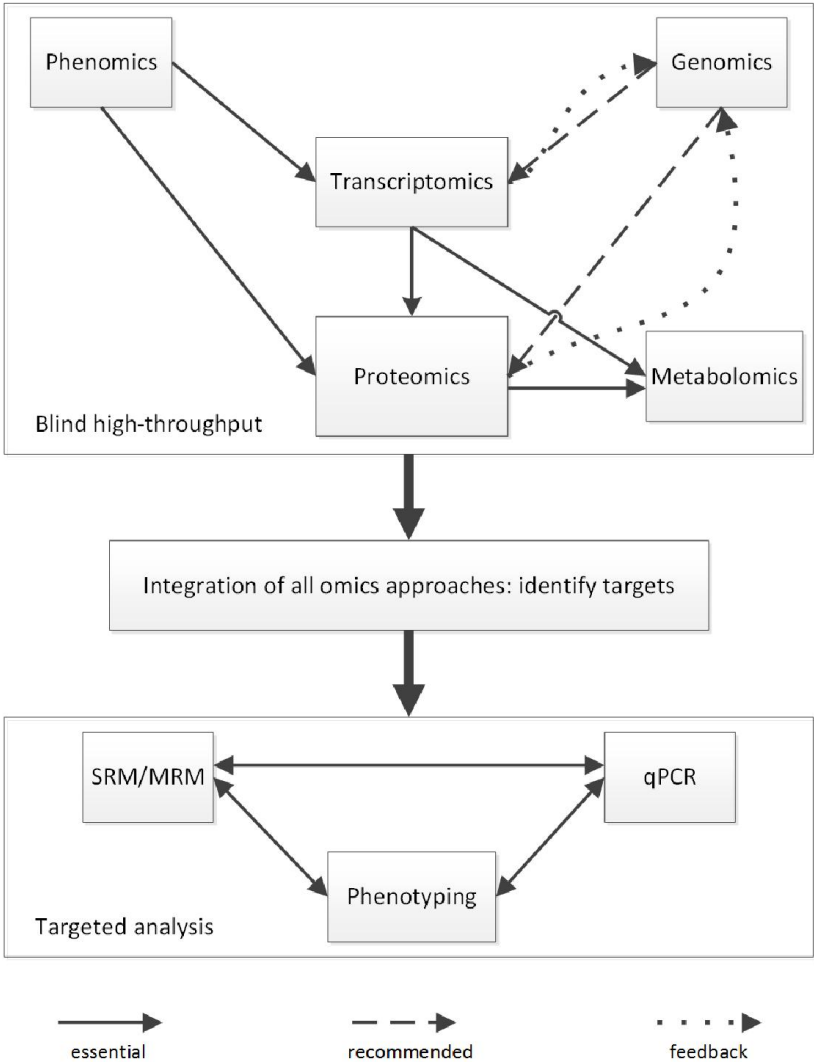 Phenomics
Genomics
Transcriptomics
Proteomics
Metabolomics
Blind high-throughput
Integration of all omics approaches: identify targets
SRM/MRM
qPCR
Phenotyping
Targeted analysis
essential
recommended
feedback